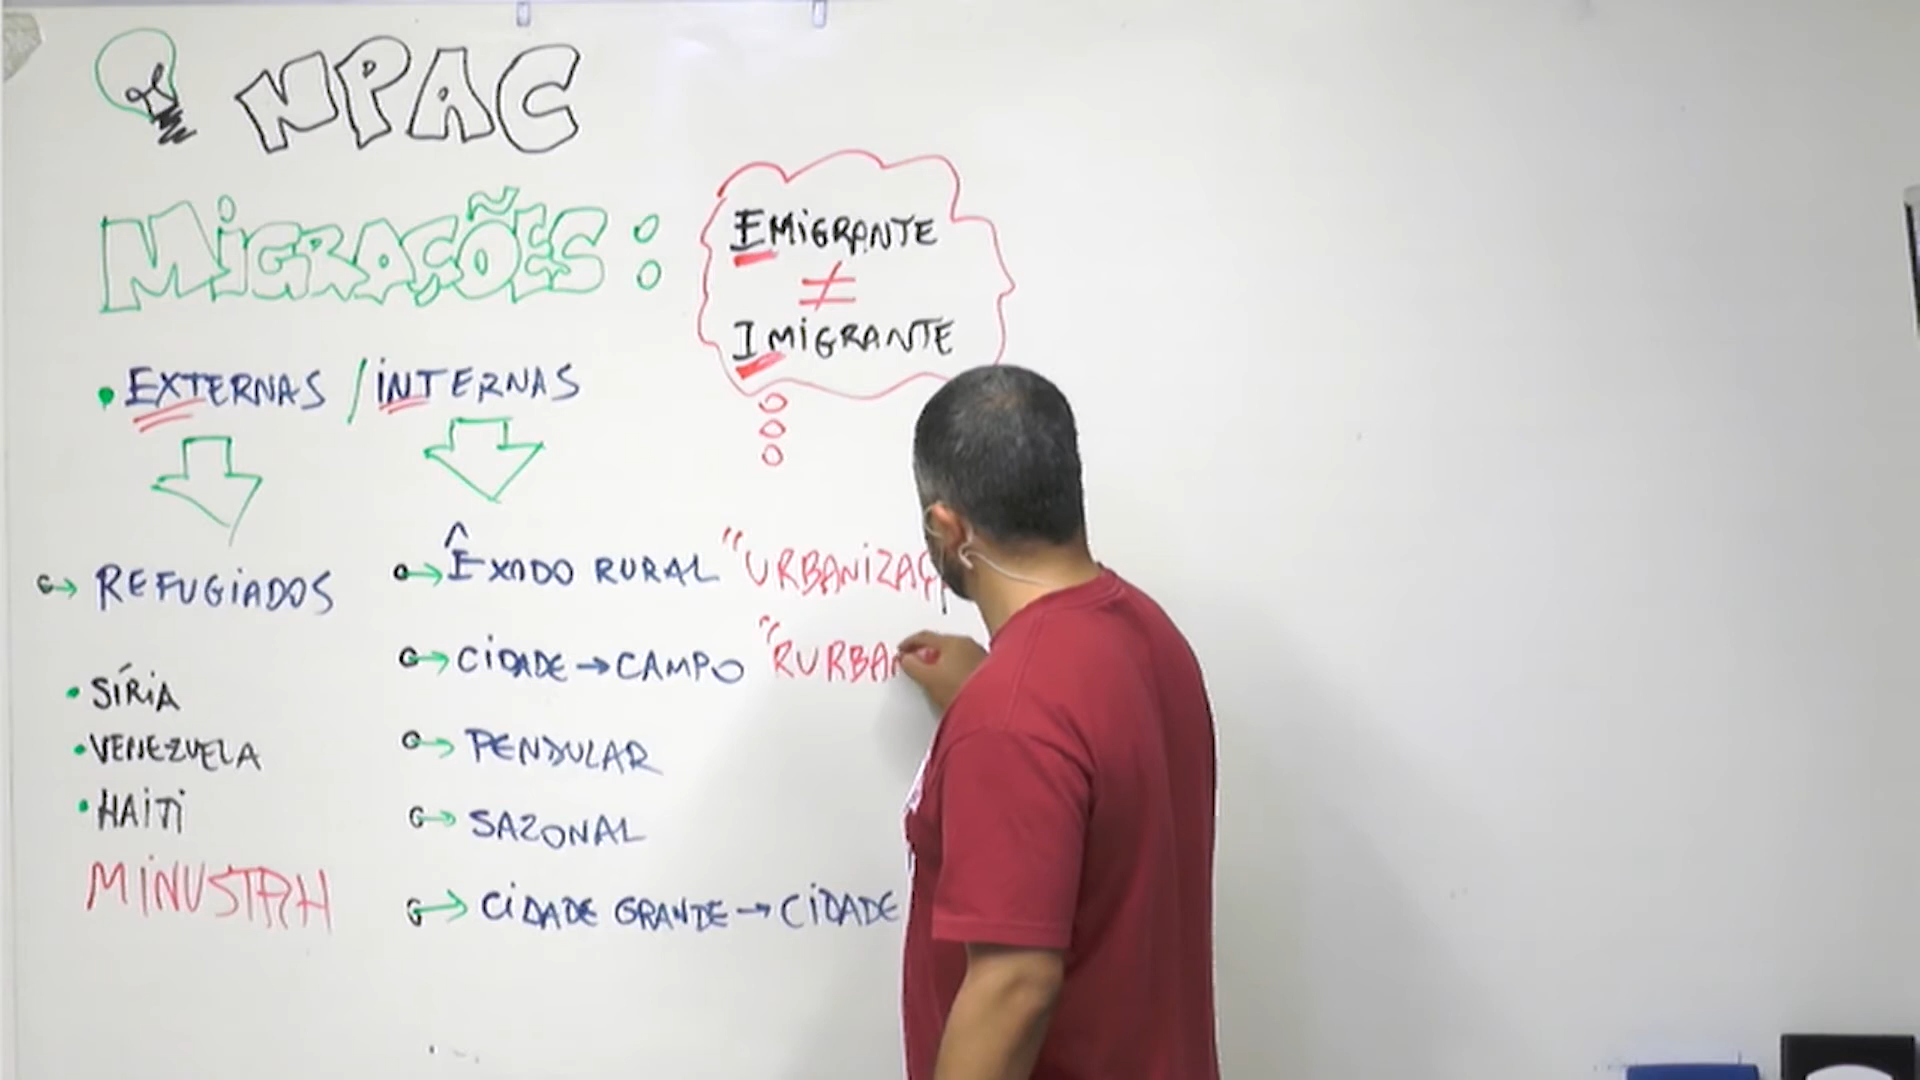 NPAC
MIGRAÇÕES:
EMIGRANTE
≠
IMIGRANTE
• EXTERNAS / INTERNAS
REFUGIADOS
• SÍRIA
• VENEZUELA
• HAITI
MINUSTAH
ÊXODO RURAL "URBANIZAÇ
CIDADE → CAMPO "RURBAN
PENDULAR
SAZONAL
CIDADE GRANDE → CIDADE